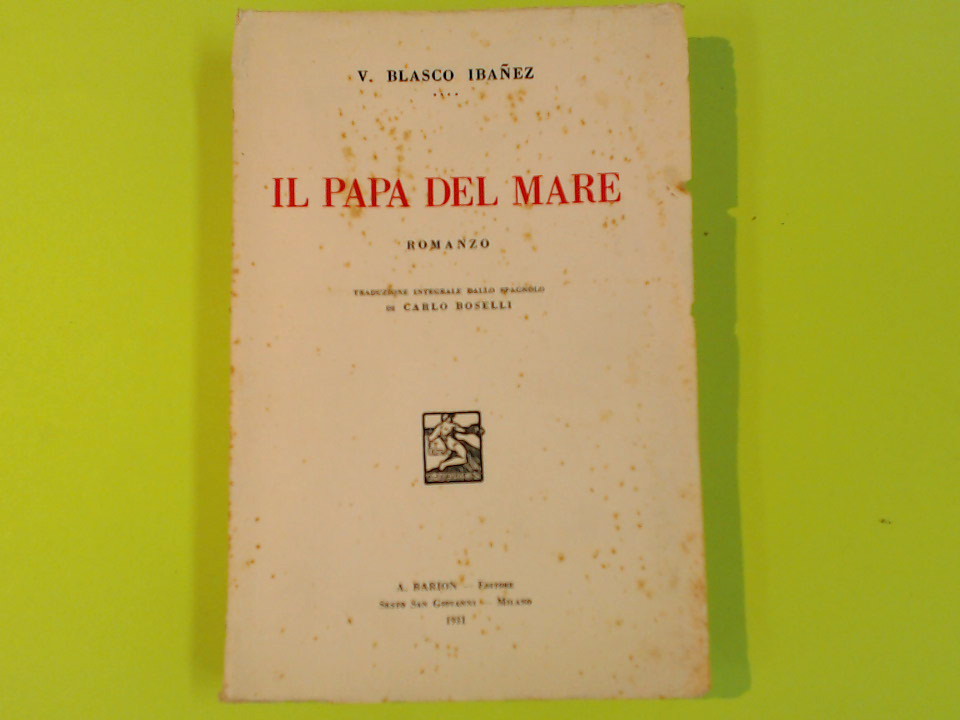 V. BLASCO IBAÑEZ
IL PAPA DEL MARE
ROMANZO
TRADUZIONE INTEGRALE DALLO SPAGNOLO
DI CARLO BOSELLI
A. BARION — EDITORE
SESTO SAN GIOVANNI — MILANO
1931